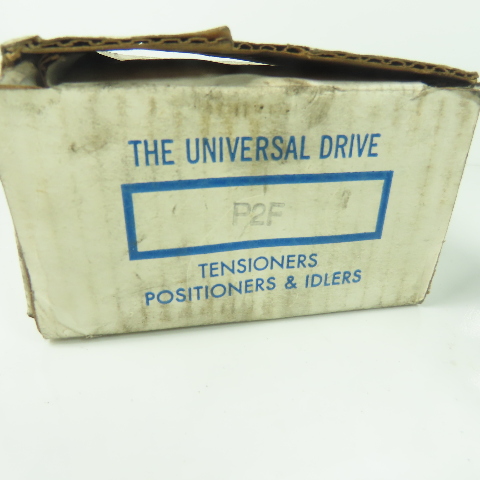 THE UNIVERSAL DRIVE
P2F
TENSIONERS
POSITIONERS & IDLERS